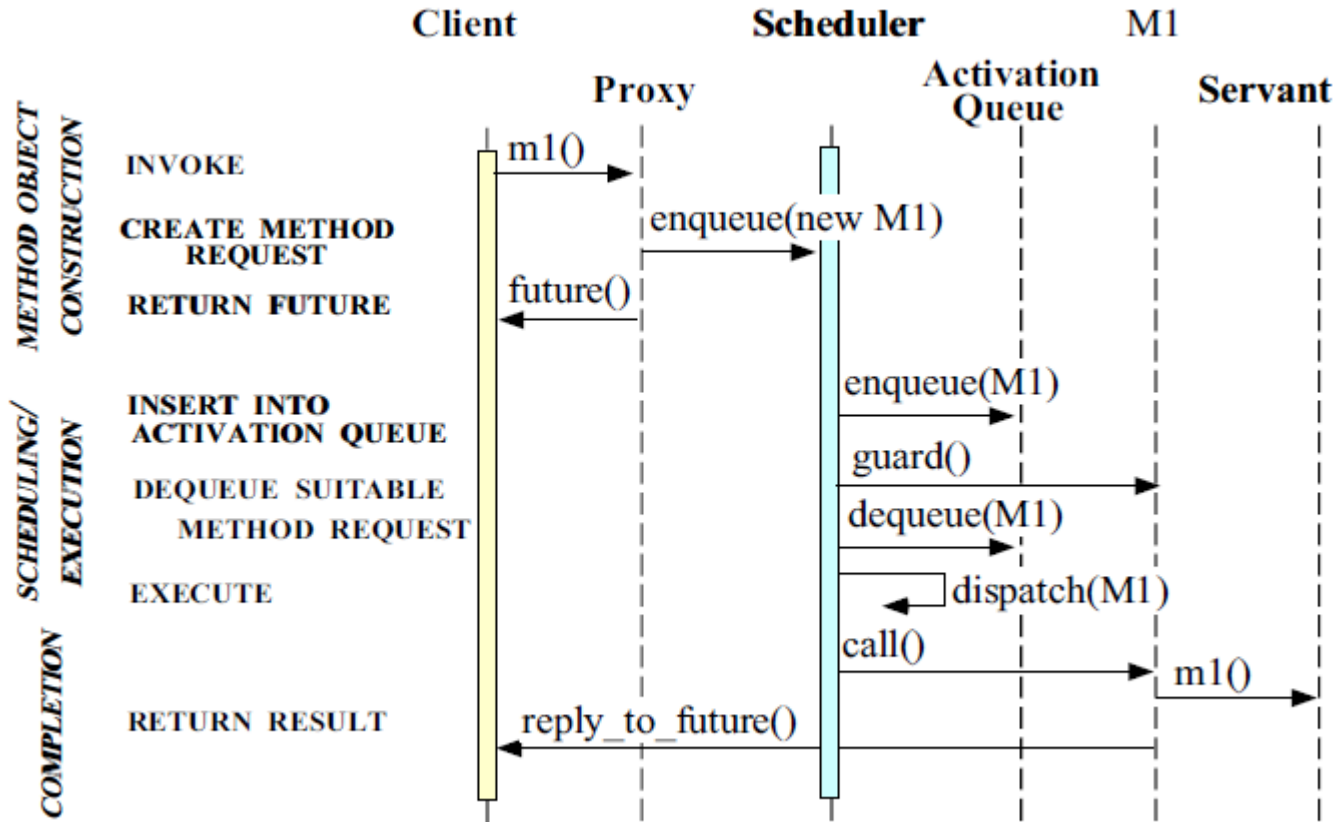 Client
Scheduler
M1
Proxy
Activation
Queue
Servant
METHOD OBJECT
CONSTRUCTION
INVOKE
m1()
CREATE METHOD
REQUEST
enqueue(new M1)
RETURN FUTURE
future()
SCHEDULING/
EXECUTION
INSERT INTO
ACTIVATION QUEUE
enqueue(M1)
guard()
DEQUEUE SUITABLE
METHOD REQUEST
dequeue(M1)
EXECUTE
dispatch(M1)
COMPLETION
call()
m1()
RETURN RESULT
reply_to_future()